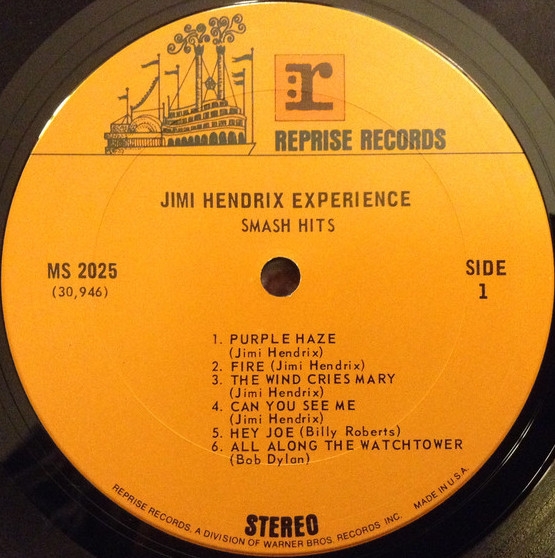 r
REPRISE RECORDS
JIMI HENDRIX EXPERIENCE
SMASH HITS
MS 2025
(30,946)
SIDE
1
1. PURPLE HAZE
(Jimi Hendrix)
2. FIRE (Jimi Hendrix)
3. THE WIND CRIES MARY
(Jimi Hendrix)
4. CAN YOU SEE ME
(Jimi Hendrix)
5. HEY JOE (Billy Roberts)
6. ALL ALONG THE WATCHTOWER
(Bob Dylan)
STEREO
REPRISE RECORDS, A DIVISION OF WARNER BROS. RECORDS INC. MADE IN U.S.A.